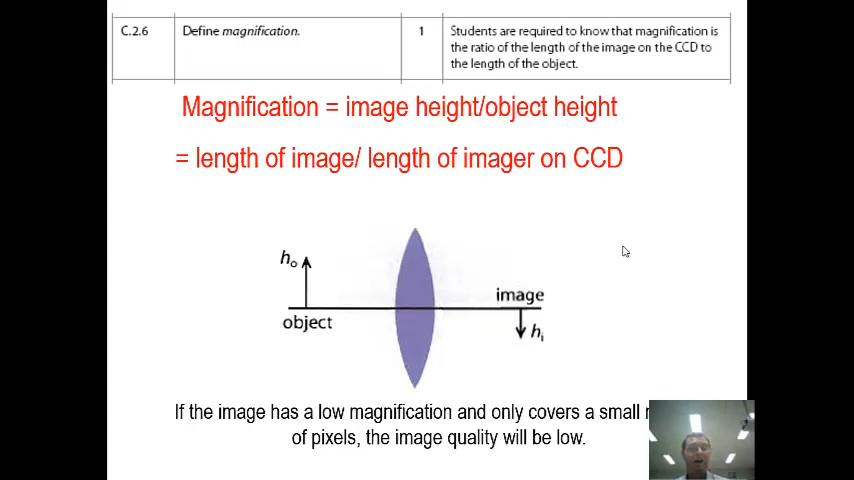 C.2.6 Define magnification. 1 Students are required to know that magnification is
the ratio of the length of the image on the CCD to
the length of the object.
Magnification = image height/object height
= length of image/ length of imager on CCD
hₒ
object
image
hᵢ
If the image has a low magnification and only covers a small
of pixels, the image quality will be low.